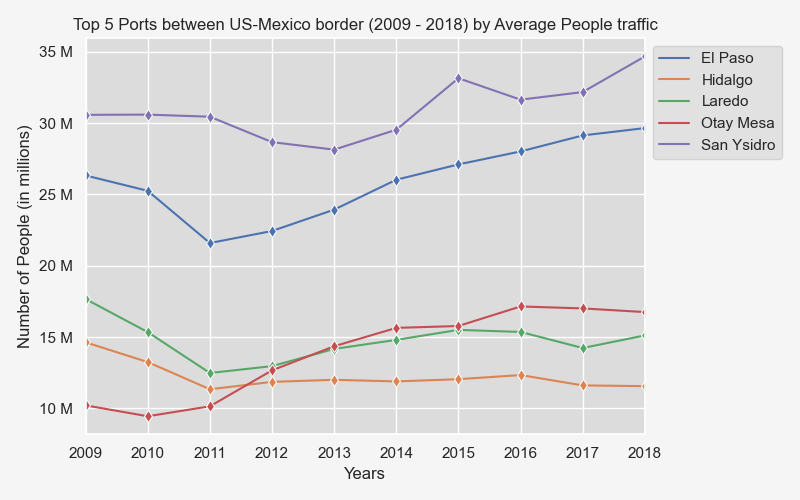 Top 5 Ports between US-Mexico border (2009 - 2018) by Average People traffic
35 M
30 M
25 M
20 M
15 M
10 M
Number of People (in millions)
2009 2010 2011 2012 2013 2014 2015 2016 2017 2018
Years
El Paso
Hidalgo
Laredo
Otay Mesa
San Ysidro